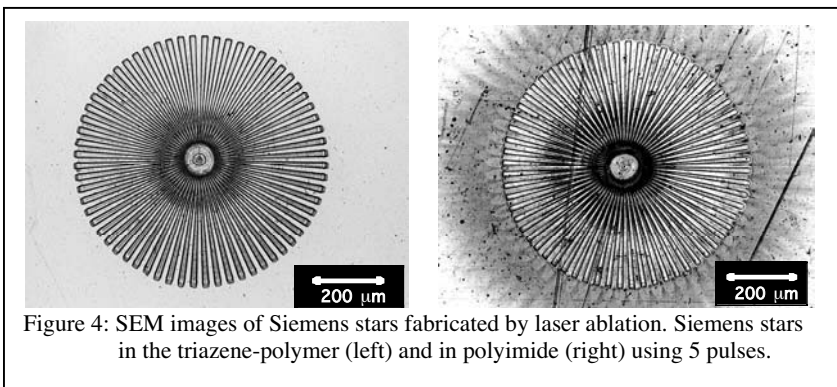 200 µm
200 µm
Figure 4: SEM images of Siemens stars fabricated by laser ablation. Siemens stars
in the triazene-polymer (left) and in polyimide (right) using 5 pulses.